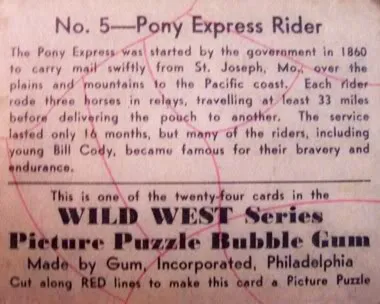 No. 5—Pony Express Rider
The Pony Express was started by the government in 1860
to carry mail swiftly from St. Joseph, Mo., over the
plains and mountains to the Pacific coast. Each rider
rode three horses in relays, travelling at least 33 miles
before delivering the pouch to another. The service
lasted only 16 months, but many of the riders, including
young Bill Cody, became famous for their bravery and
endurance.
This is one of the twenty-four cards in the
WILD WEST Series
Picture Puzzle Bubble Gum
Made by Gum, Incorporated, Philadelphia
Cut along RED lines to make this card a Picture Puzzle